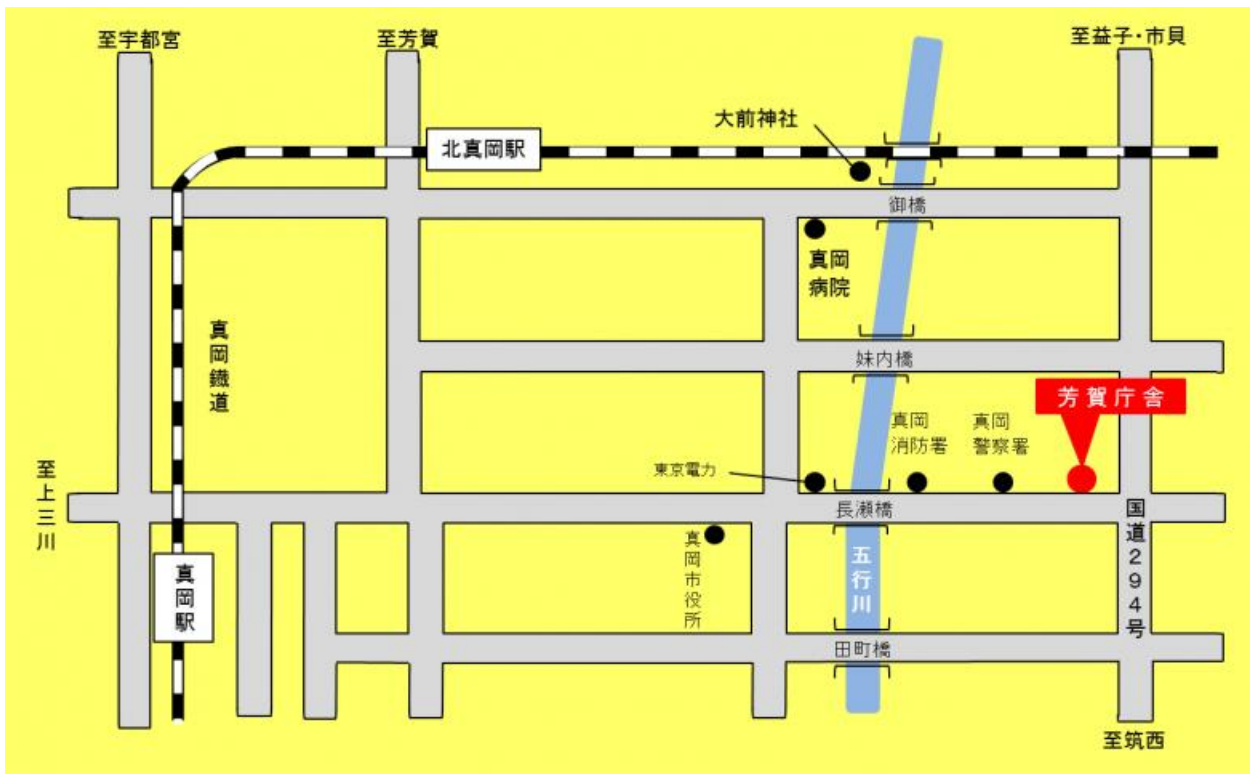 至宇都宮
至芳賀
至益子・市貝
大前神社
北真岡駅
御橋
真岡
病院
真岡鐵道
妹内橋
芳賀庁舎
真岡
消防署
真岡
警察署
東京電力
至上三川
長瀬橋
国道294号
真岡市役所
五行川
真岡駅
田町橋
至筑西